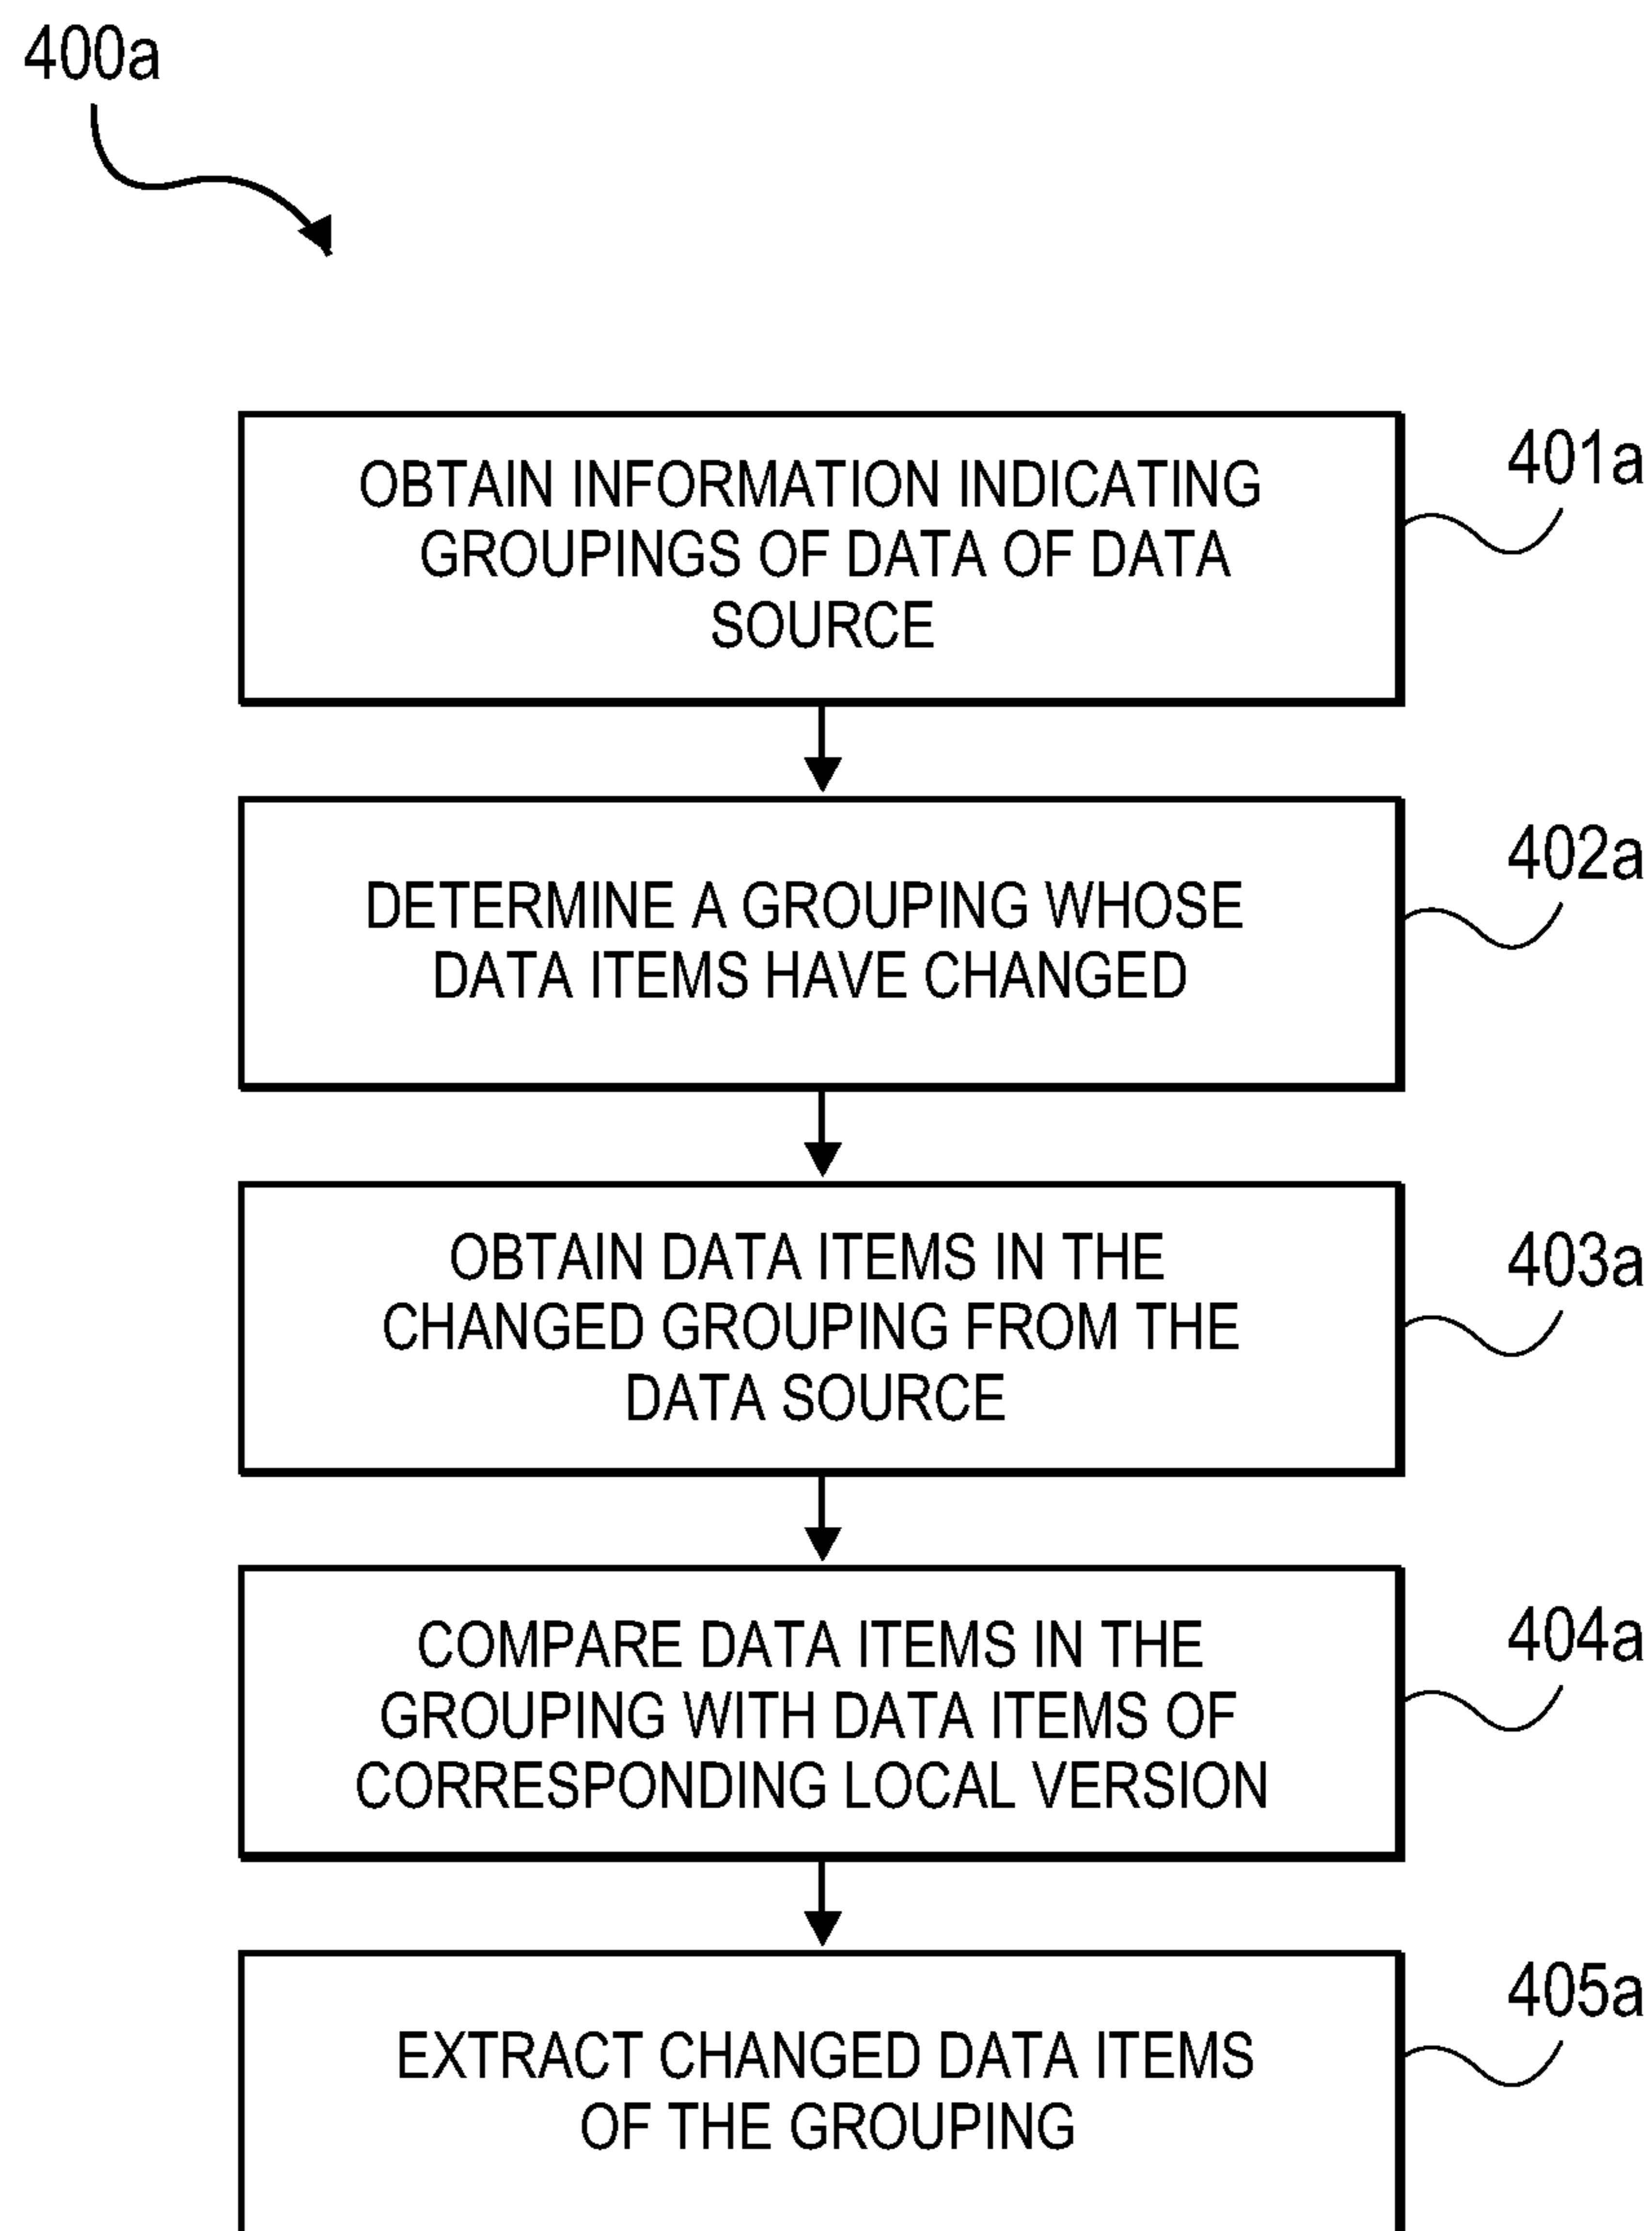 400a
OBTAIN INFORMATION INDICATING
GROUPINGS OF DATA OF DATA
SOURCE
401a
DETERMINE A GROUPING WHOSE
DATA ITEMS HAVE CHANGED
402a
OBTAIN DATA ITEMS IN THE
CHANGED GROUPING FROM THE
DATA SOURCE
403a
COMPARE DATA ITEMS IN THE
GROUPING WITH DATA ITEMS OF
CORRESPONDING LOCAL VERSION
404a
EXTRACT CHANGED DATA ITEMS
OF THE GROUPING
405a